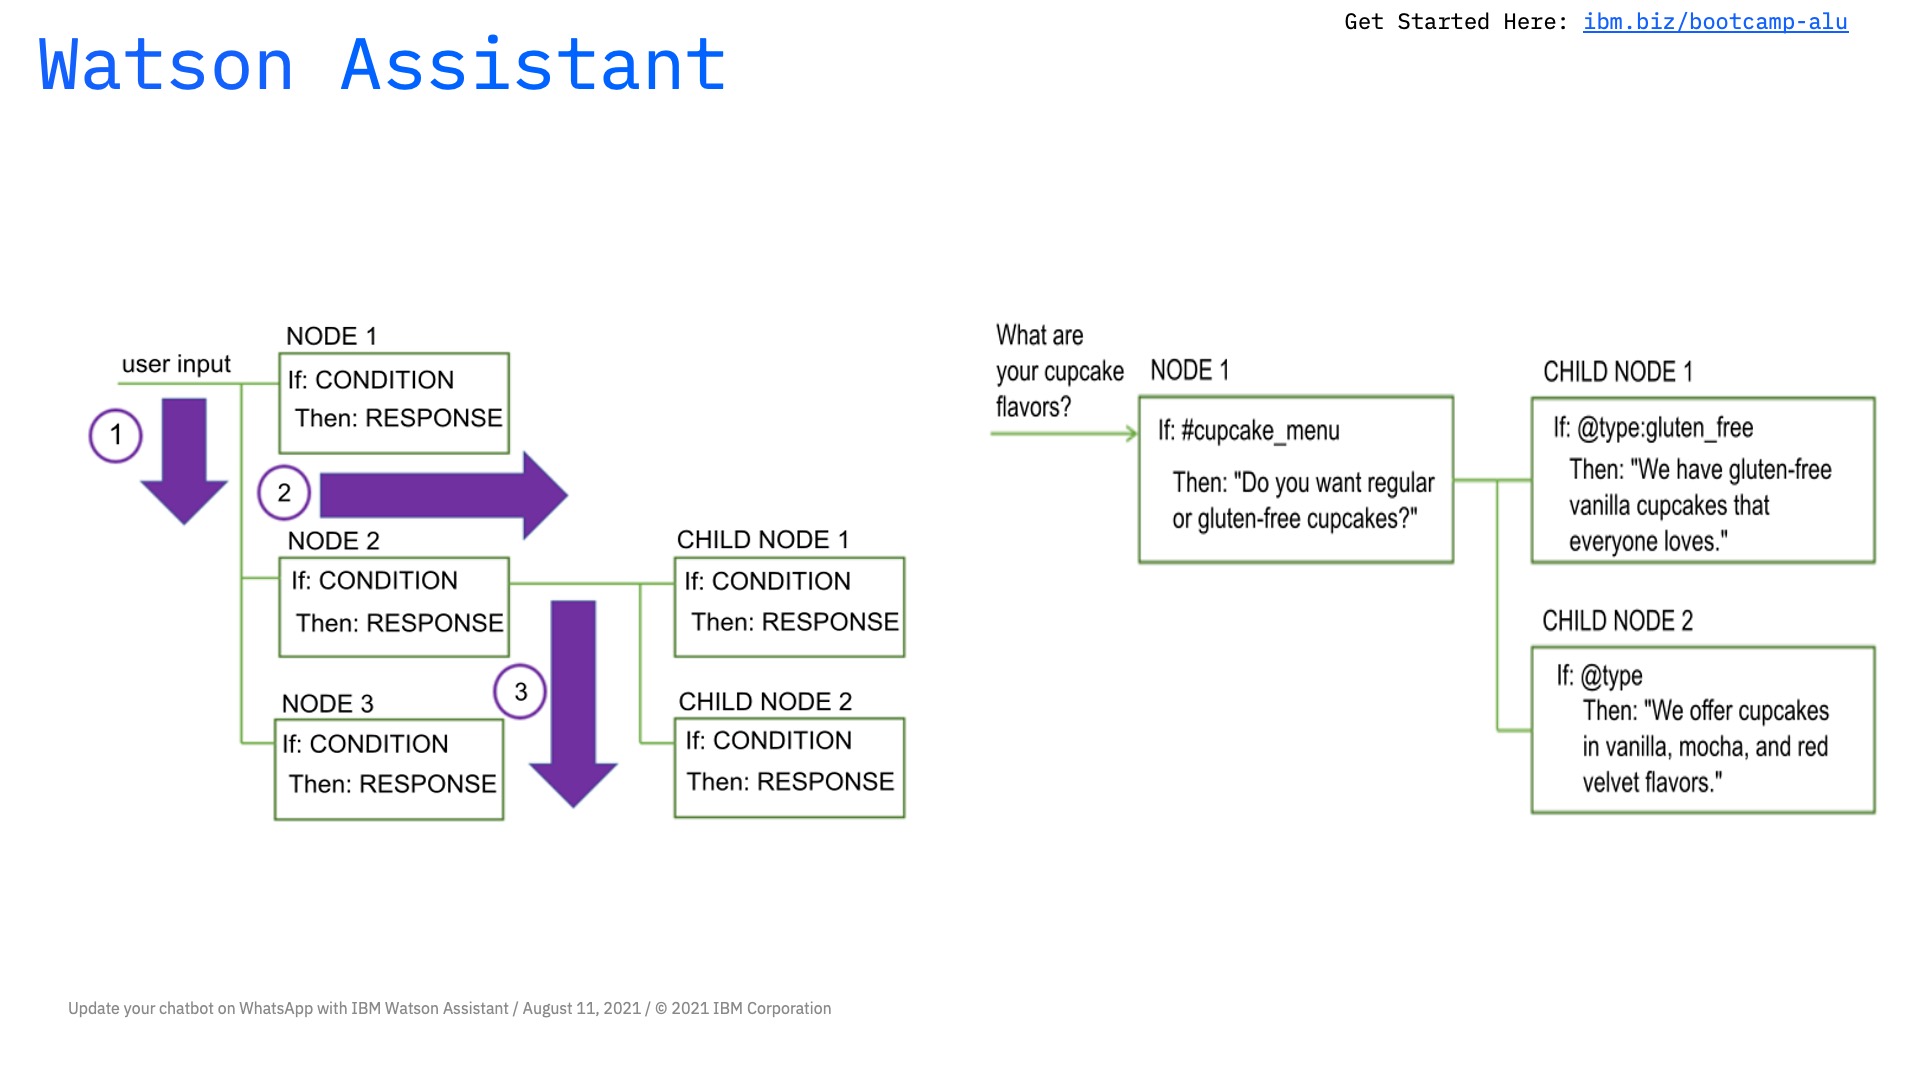 Get Started Here: ibm.biz/bootcamp-alu
Watson Assistant
NODE 1
user input
If: CONDITION
Then: RESPONSE
1
2
NODE 2
If: CONDITION
Then: RESPONSE
CHILD NODE 1
If: CONDITION
Then: RESPONSE
3
NODE 3
If: CONDITION
Then: RESPONSE
CHILD NODE 2
If: CONDITION
Then: RESPONSE
What are
your cupcake
flavors?
NODE 1
If: #cupcake_menu
Then: "Do you want regular
or gluten-free cupcakes?"
CHILD NODE 1
If: @type:gluten_free
Then: "We have gluten-free
vanilla cupcakes that
everyone loves."
CHILD NODE 2
If: @type
Then: "We offer cupcakes
in vanilla, mocha, and red
velvet flavors."
Update your chatbot on WhatsApp with IBM Watson Assistant / August 11, 2021 / © 2021 IBM Corporation